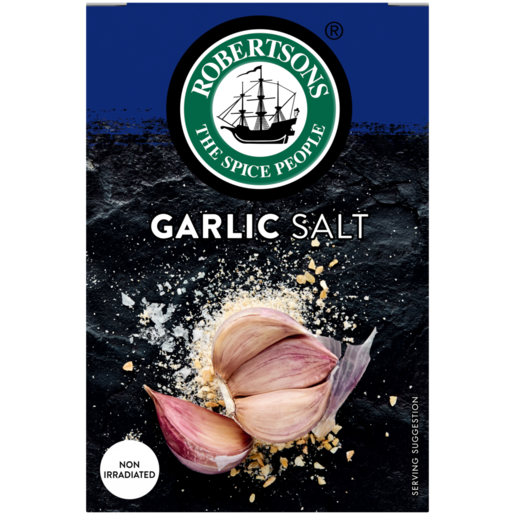 ROBERTSONS
®
THE SPICE PEOPLE
GARLIC SALT
NON
IRRADIATED
SERVING SUGGESTION